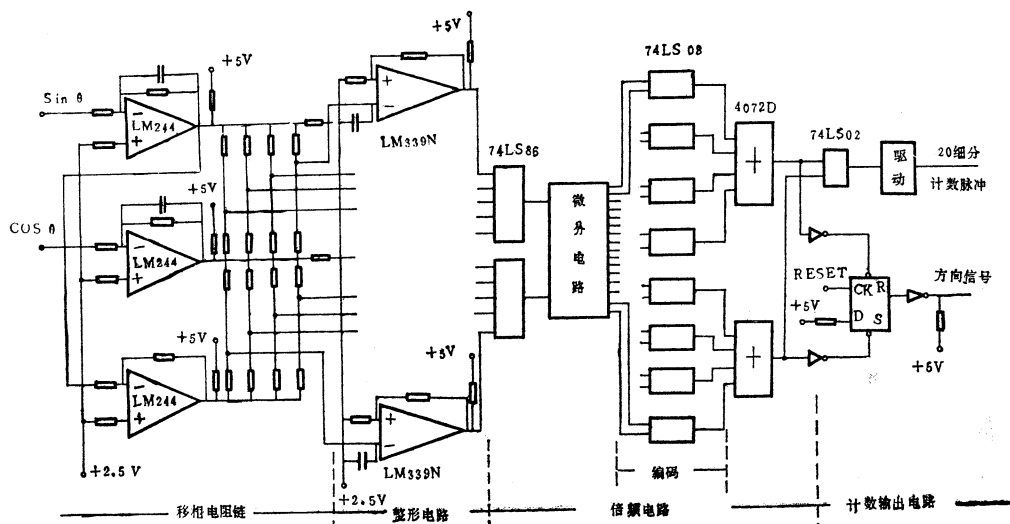 +5V
74LS 08
Sin θ
+5V
LM244
LM339N
4072D
74LS02
74LS86
驱动
20细分
计数脉冲
微分电路
COS θ
+5V
LM244
RESET
CK R
D S
方向信号
+5V
+5V
+5V
+5V
LM244
LM339N
+2.5 V
+2.5V
编码
移相电阻链
整形电路
倍频电路
计数输出电路